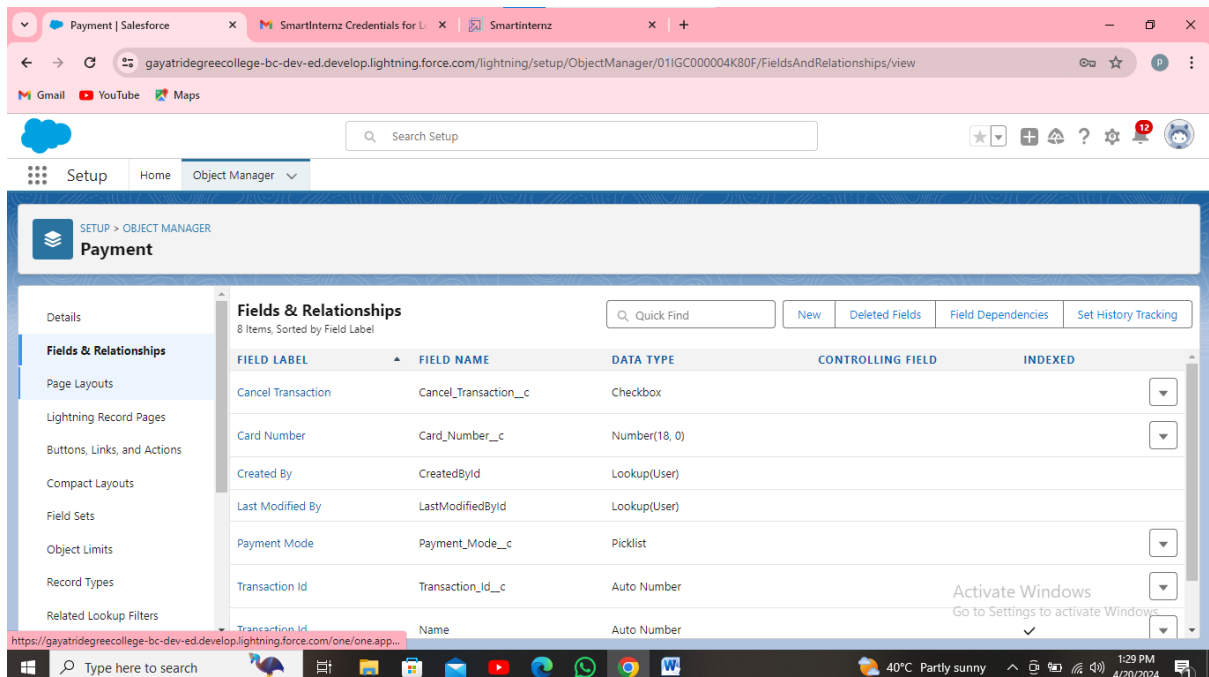 Payment | Salesforce
SmartInternz Credentials for Lo
Smartinternz
gayatridegreecollege-bc-dev-ed.develop.lightning.force.com/lightning/setup/ObjectManager/01IGC000004K80F/FieldsAndRelationships/view
P
Gmail YouTube Maps
Search Setup
12
Setup Home Object Manager
SETUP > OBJECT MANAGER
Payment
Details
Fields & Relationships
Page Layouts
Lightning Record Pages
Buttons, Links, and Actions
Compact Layouts
Field Sets
Object Limits
Record Types
Related Lookup Filters
Fields & Relationships
8 Items, Sorted by Field Label
Quick Find
New Deleted Fields Field Dependencies Set History Tracking
FIELD LABEL FIELD NAME DATA TYPE CONTROLLING FIELD INDEXED
Cancel Transaction Cancel_Transaction__c Checkbox
Card Number Card_Number__c Number(18, 0)
Created By CreatedById Lookup(User)
Last Modified By LastModifiedById Lookup(User)
Payment Mode Payment_Mode__c Picklist
Transaction Id Transaction_Id__c Auto Number
Transaction Id Name Auto Number
Activate Windows
Go to Settings to activate Windows.
https://gayatridegreecollege-bc-dev-ed.develop.lightning.force.com/one/one.app...
Type here to search
40°C Partly sunny
1:29 PM
4/20/2024